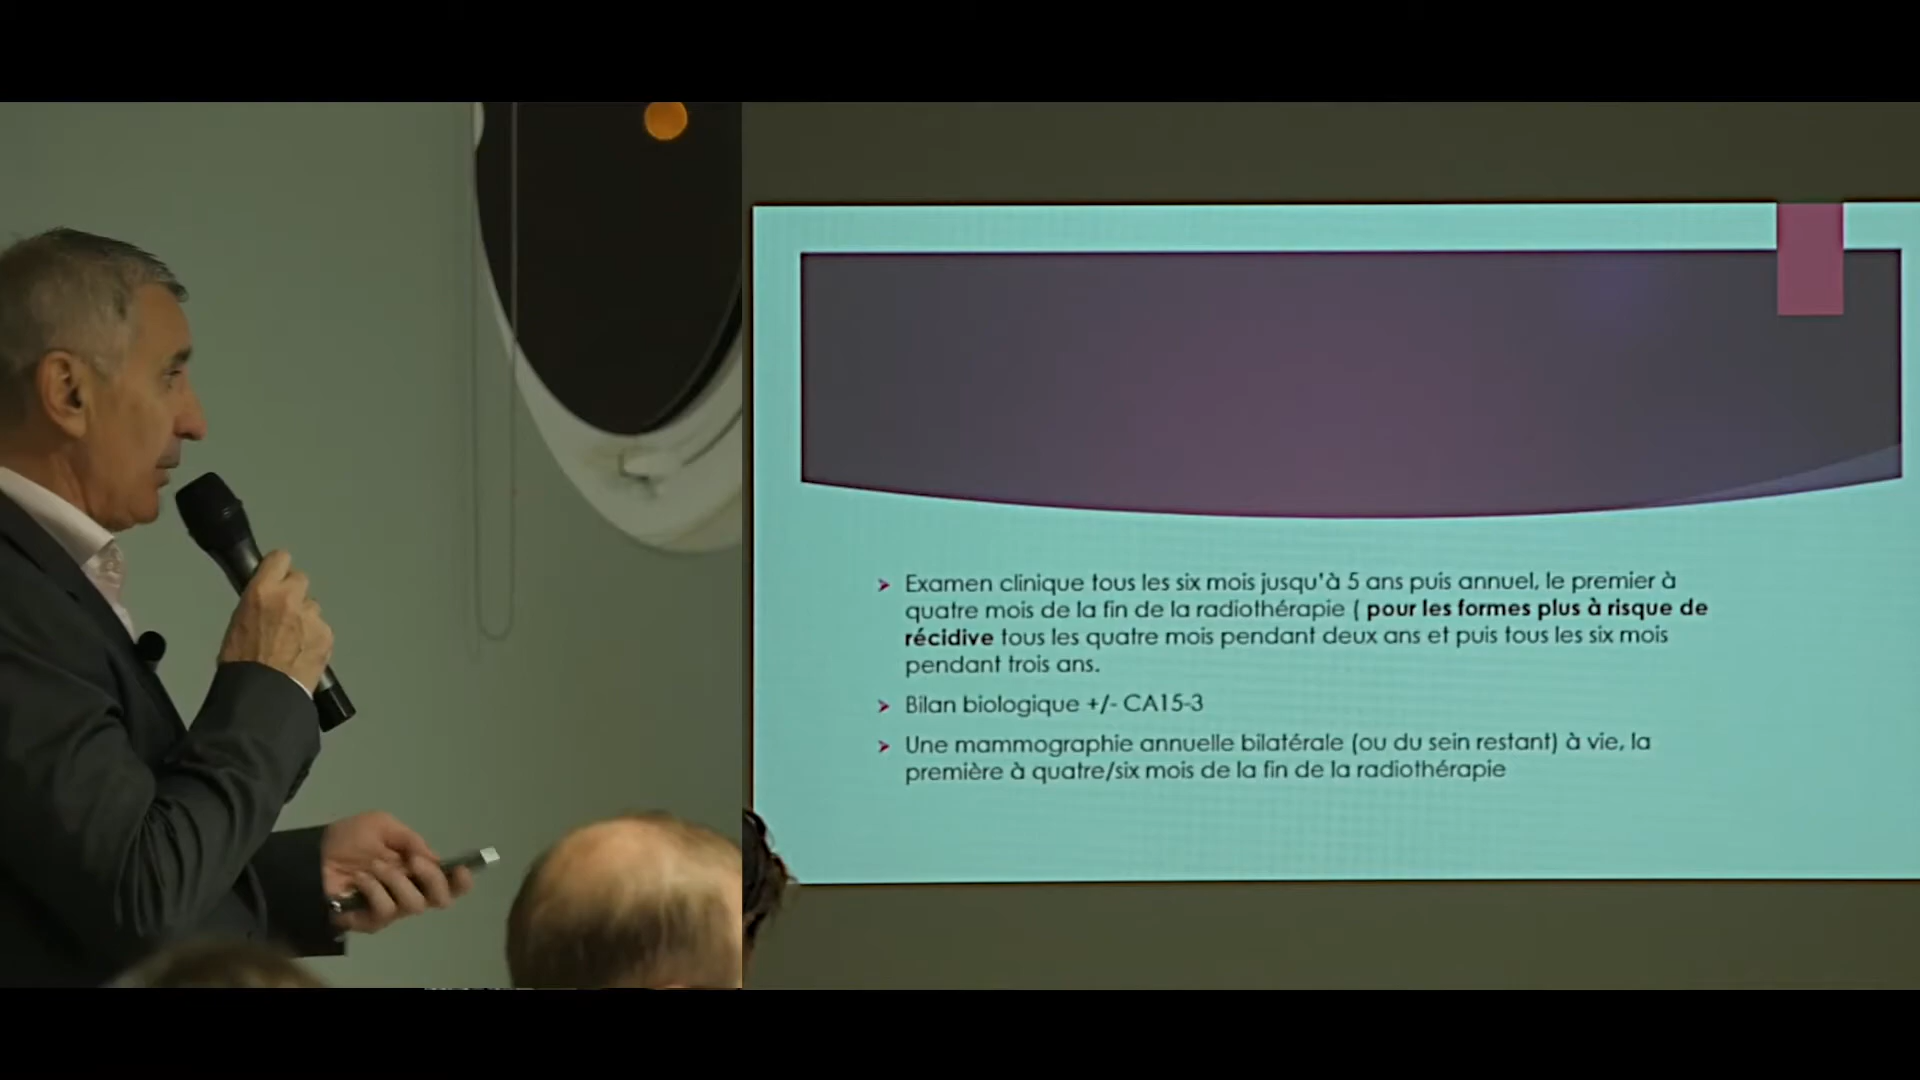 Examen clinique tous les six mois jusqu'à 5 ans puis annuel, le premier à
quatre mois de la fin de la radiothérapie ( pour les formes plus à risque de
récidive tous les quatre mois pendant deux ans et puis tous les six mois
pendant trois ans.
Bilan biologique +/- CA15-3
Une mammographie annuelle bilatérale (ou du sein restant) à vie, la
première à quatre/six mois de la fin de la radiothérapie